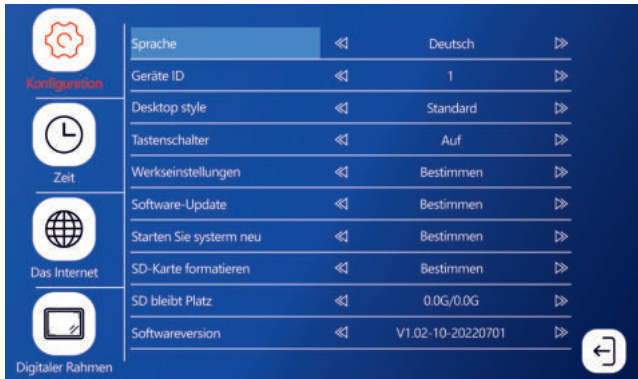 Konfiguration
Zeit
Das Internet
Digitaler Rahmen
Sprache Deutsch
Geräte ID 1
Desktop style Standard
Tastenschalter Auf
Werkseinstellungen Bestimmen
Software-Update Bestimmen
Starten Sie systerm neu Bestimmen
SD-Karte formatieren Bestimmen
SD bleibt Platz 0.0G/0.0G
Softwareversion V1.02-10-20220701